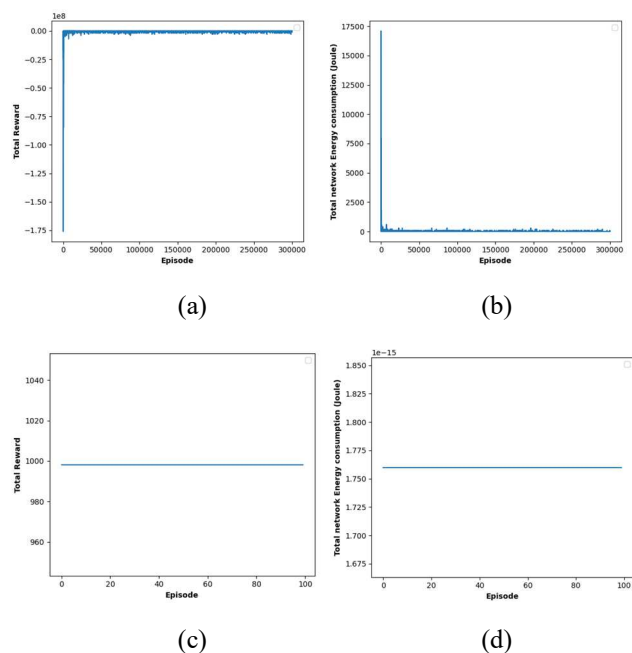 1e8
0.00
−0.25
−0.50
−0.75
−1.00
−1.25
−1.50
−1.75
0 50000 100000 150000 200000 250000 300000
Total Reward
Episode
17500
15000
12500
10000
7500
5000
2500
0
0 50000 100000 150000 200000 250000 300000
Total network Energy consumption (Joule)
Episode
(a) (b)
1040
1020
1000
980
960
0 20 40 60 80 100
Total Reward
Episode
1e−15
1.850
1.825
1.800
1.775
1.750
1.725
1.700
1.675
0 20 40 60 80 100
Total network Energy consumption (Joule)
Episode
(c) (d)